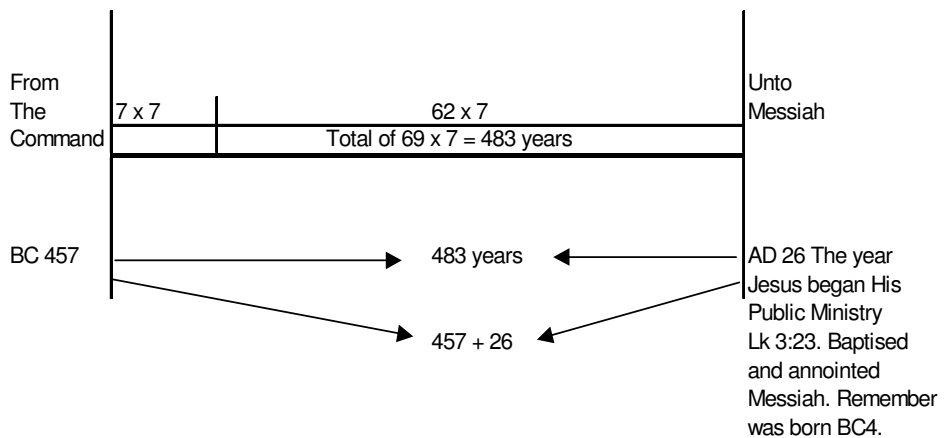 From
The
Command
7 x 7
62 x 7
Unto
Messiah
Total of 69 x 7 = 483 years
BC 457
483 years
457 + 26
AD 26 The year
Jesus began His
Public Ministry
Lk 3:23. Baptised
and annointed
Messiah. Remember
was born BC4.